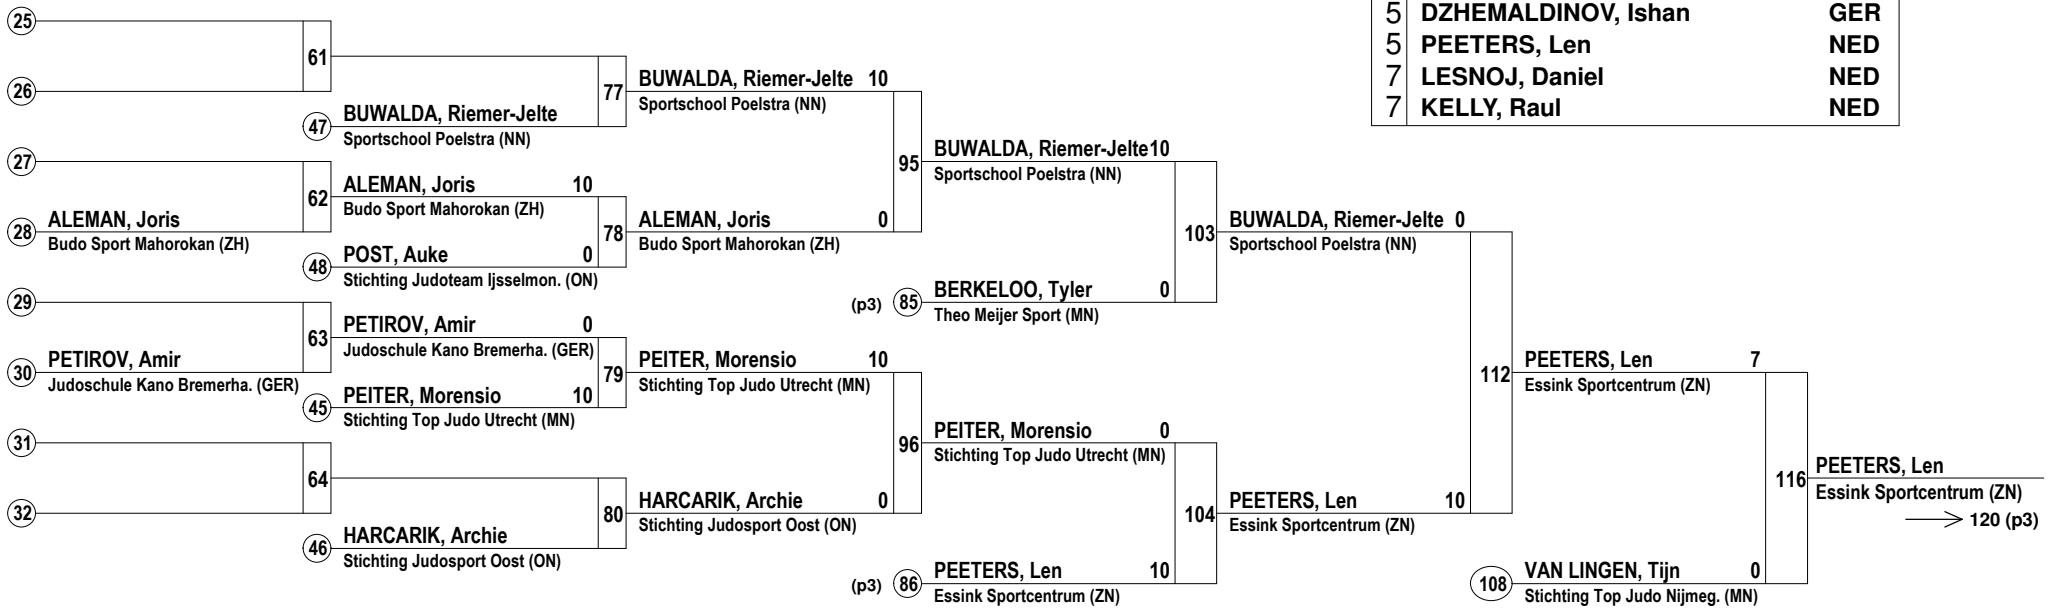 5 DZHEMALDINOV, Ishan GER
5 PEETERS, Len NED
7 LESNOJ, Daniel NED
7 KELLY, Raul NED
25
61
26
47 BUWALDA, Riemer-Jelte
Sportschool Poelstra (NN)
77
BUWALDA, Riemer-Jelte 10
Sportschool Poelstra (NN)
27
62
28 ALEMAN, Joris
Budo Sport Mahorokan (ZH)
ALEMAN, Joris 10
Budo Sport Mahorokan (ZH)
78
48 POST, Auke 0
Stichting Judoteam Ijsselmon. (ON)
ALEMAN, Joris 0
Budo Sport Mahorokan (ZH)
95
BUWALDA, Riemer-Jelte10
Sportschool Poelstra (NN)
103
(p3) 85 BERKELOO, Tyler 0
Theo Meijer Sport (MN)
BUWALDA, Riemer-Jelte 0
Sportschool Poelstra (NN)
29
63
30 PETIROV, Amir
Judoschule Kano Bremerha. (GER)
PETIROV, Amir 0
Judoschule Kano Bremerha. (GER)
79
45 PEITER, Morensio 10
Stichting Top Judo Utrecht (MN)
PEITER, Morensio 10
Stichting Top Judo Utrecht (MN)
31
64
32
80
46 HARCARIK, Archie
Stichting Judosport Oost (ON)
HARCARIK, Archie 0
Stichting Judosport Oost (ON)
96
PEITER, Morensio 0
Stichting Top Judo Utrecht (MN)
104
(p3) 86 PEETERS, Len 10
Essink Sportcentrum (ZN)
PEETERS, Len 10
Essink Sportcentrum (ZN)
112
PEETERS, Len 7
Essink Sportcentrum (ZN)
116
108 VAN LINGEN, Tijn 0
Stichting Top Judo Nijmeg. (MN)
PEETERS, Len
Essink Sportcentrum (ZN)
120 (p3)